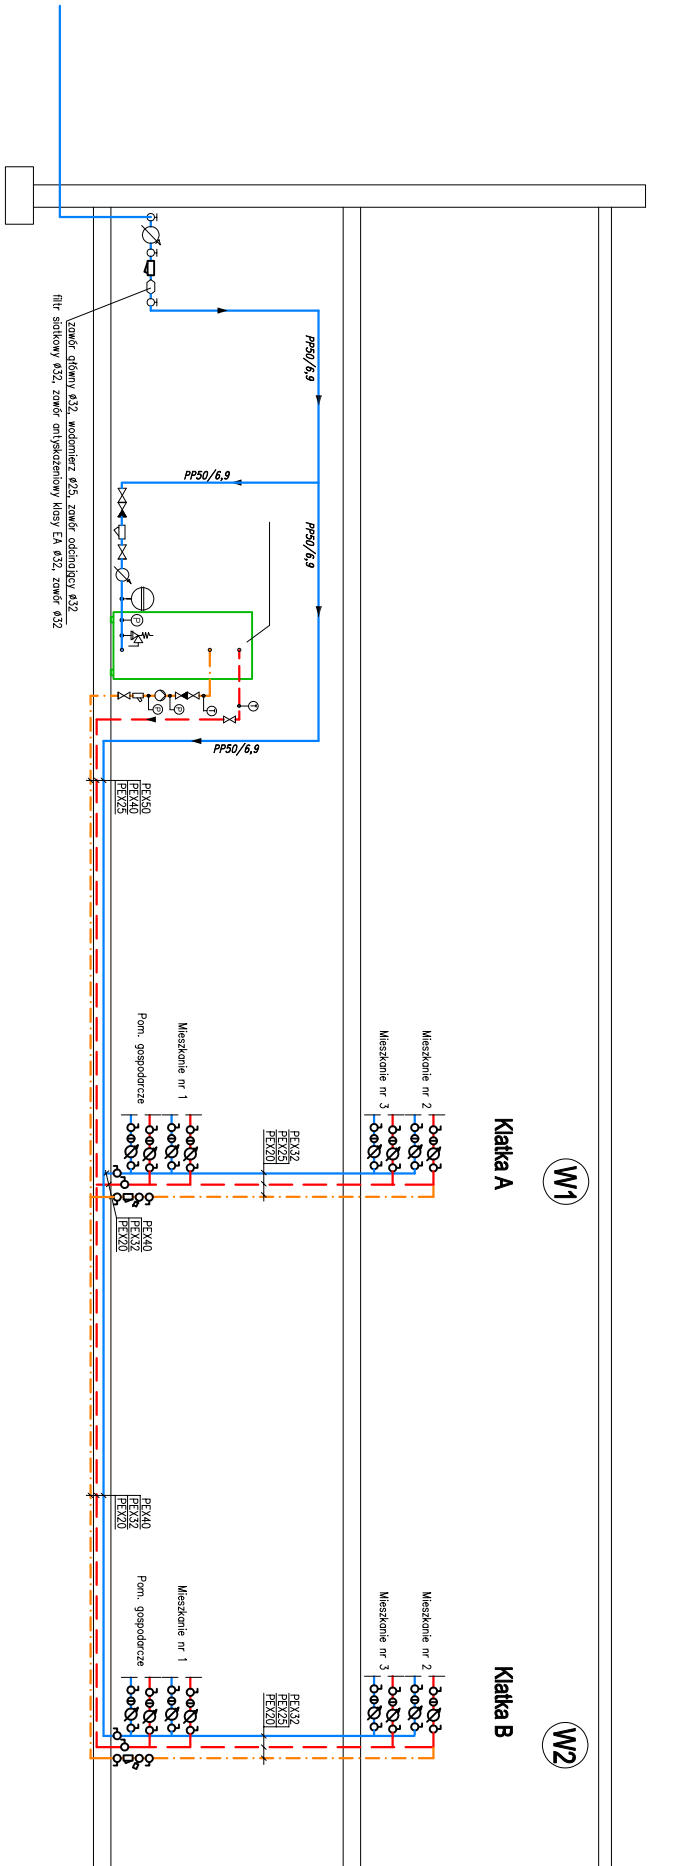 zawór główny ø32, wodomierz ø25, zawór odcinający ø32
filtr siatkowy ø32, zawór antyskażeniowy klasy EA ø32, zawór ø32
PP50/6,9
PP50/6,9
PP50/6,9
PP50/6,9
P
P
P
T
T
PEX50
PEX40
PEX25
W1
Klatka A
Mieszkanie nr 2
Mieszkanie nr 3
PEX32
PEX25
PEX20
Mieszkanie nr 1
Pom. gospodarcze
PEX40
PEX32
PEX20
PEX40
PEX32
PEX20
W2
Klatka B
Mieszkanie nr 2
Mieszkanie nr 3
PEX32
PEX25
PEX20
Mieszkanie nr 1
Pom. gospodarcze